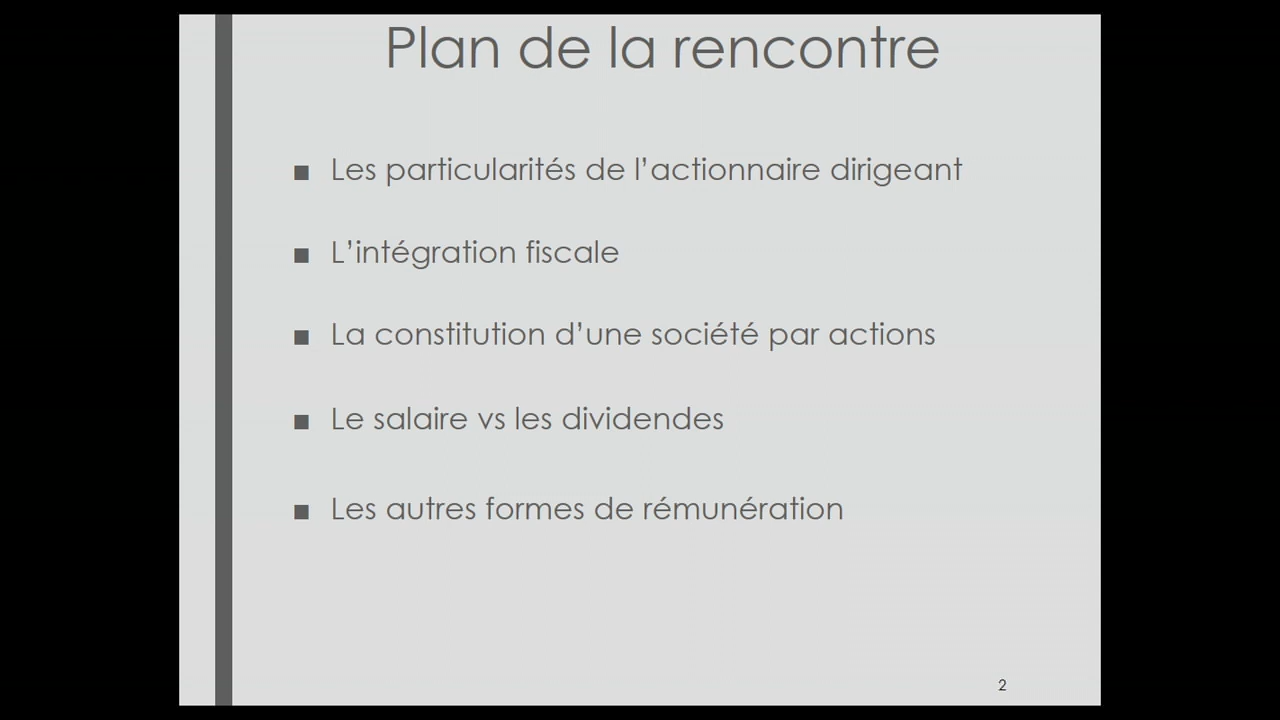 Plan de la rencontre
▪ Les particularités de l’actionnaire dirigeant
▪ L’intégration fiscale
▪ La constitution d’une société par actions
▪ Le salaire vs les dividendes
▪ Les autres formes de rémunération
2